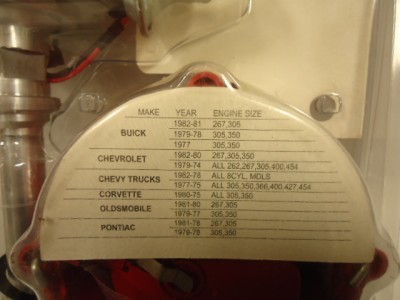 MAKE YEAR ENGINE SIZE
1982-81 267,305
BUICK 1979-78 305,350
1977 305,350
CHEVROLET 1982-80 267,305,350
1979-74 ALL 262,267,305,400,454
CHEVY TRUCKS 1982-78 ALL 8CYL. MDLS
1977-75 ALL 305,350,366,400,427,454
CORVETTE 1980-75 ALL 305,350
OLDSMOBILE 1981-80 267,305
1979-77 305,350
PONTIAC 1981-78 267,305
1979-78 305,350